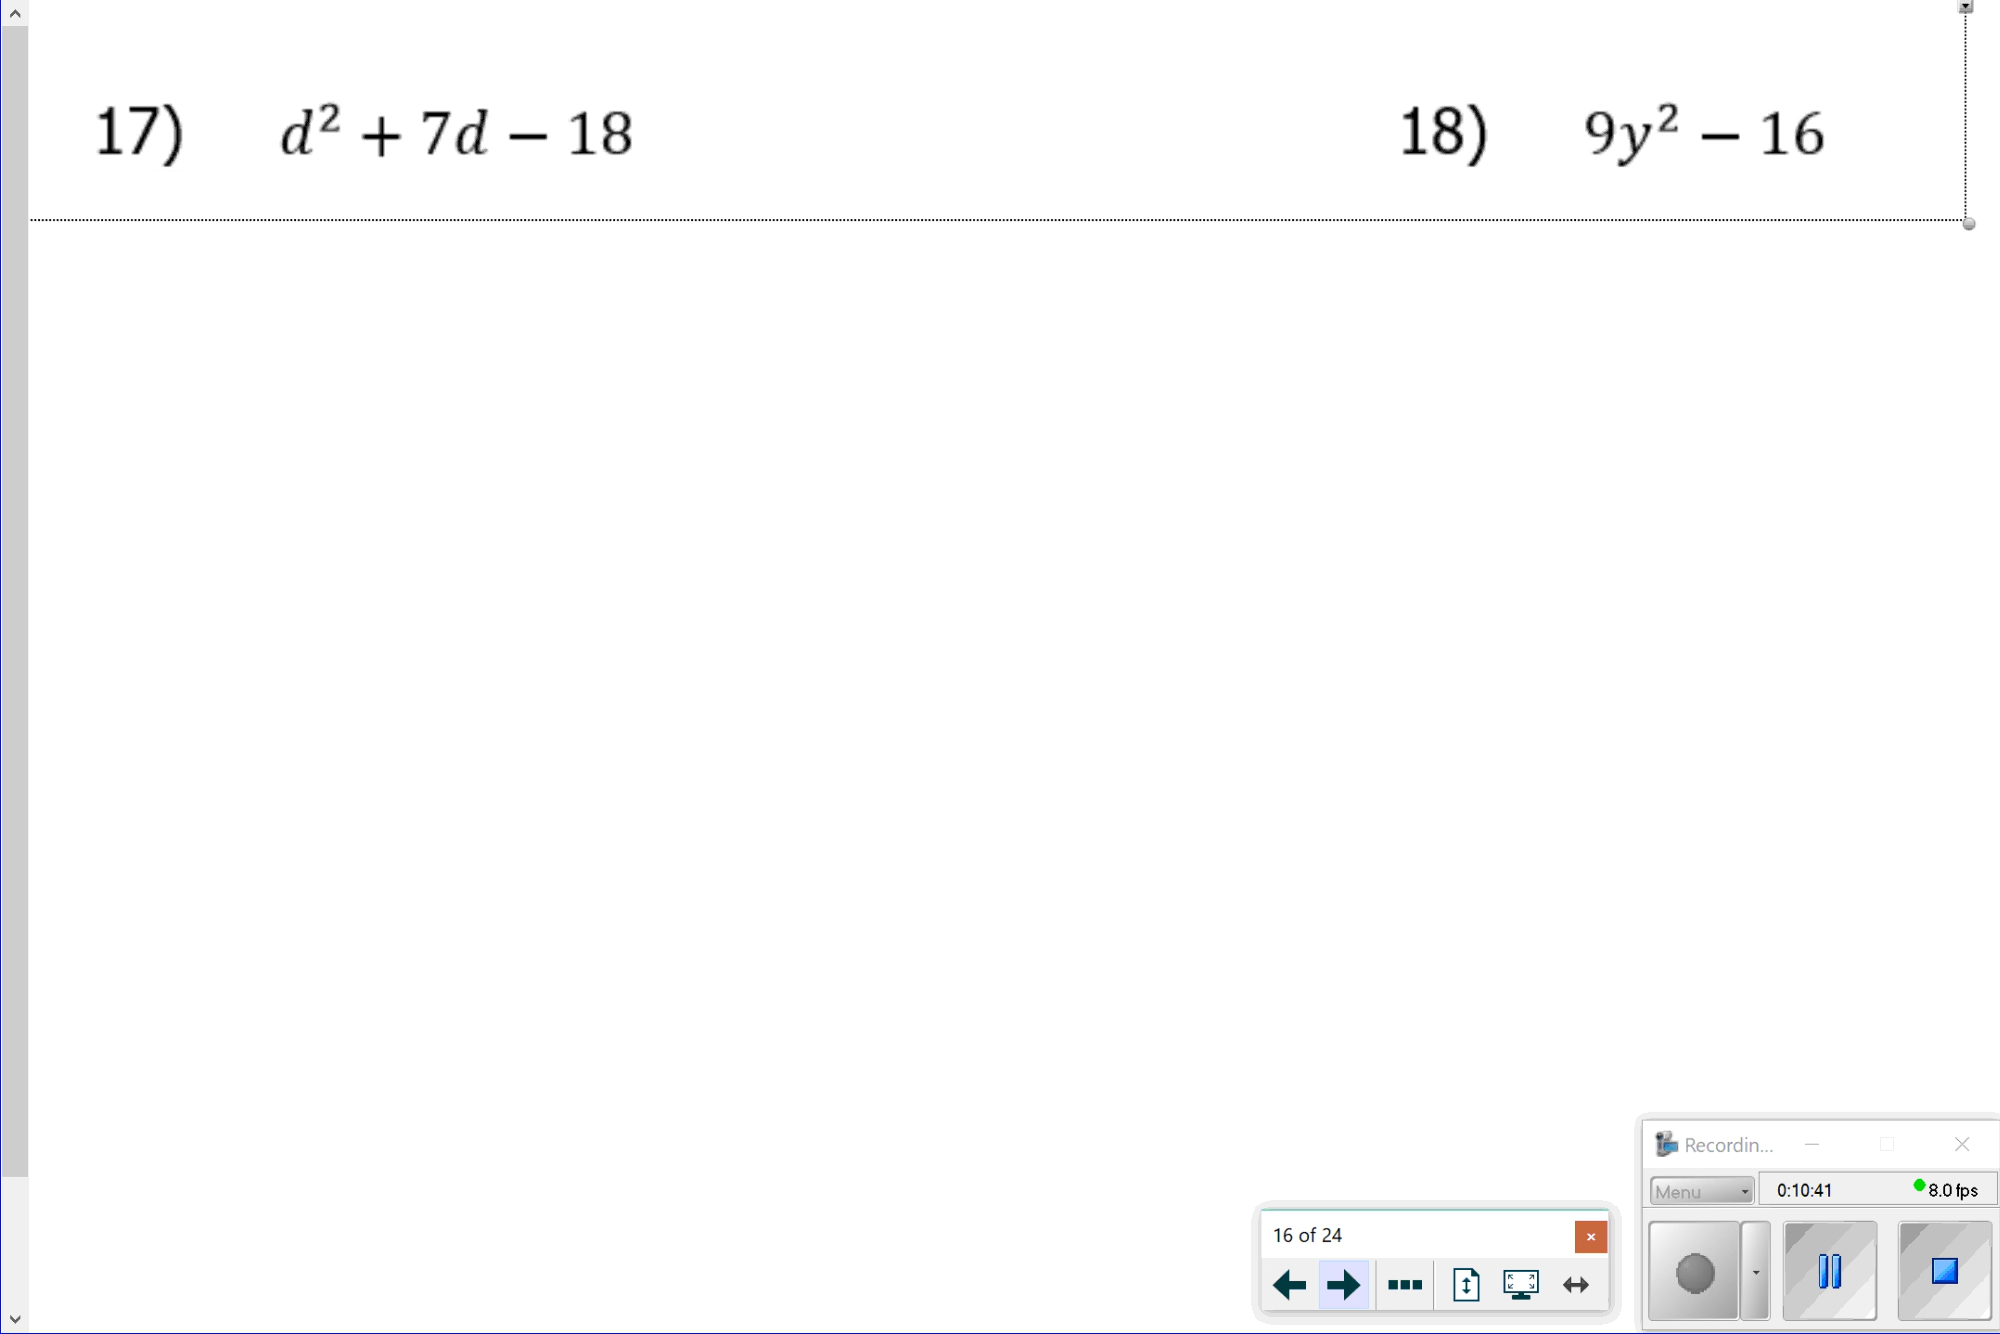 17) d² + 7d − 18 18) 9y² − 16
Recordin...
Menu 0:10:41 8.0 fps
16 of 24